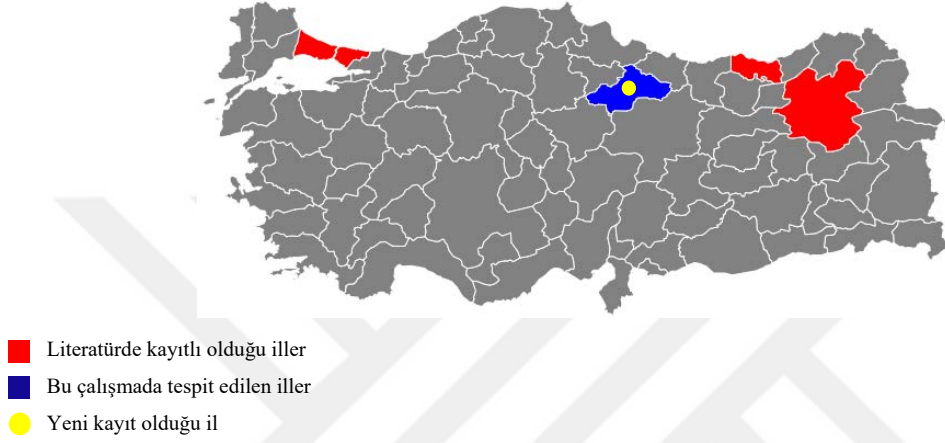 Literatürde kayıtlı olduğu iller
Bu çalışmada tespit edilen iller
Yeni kayıt olduğu il